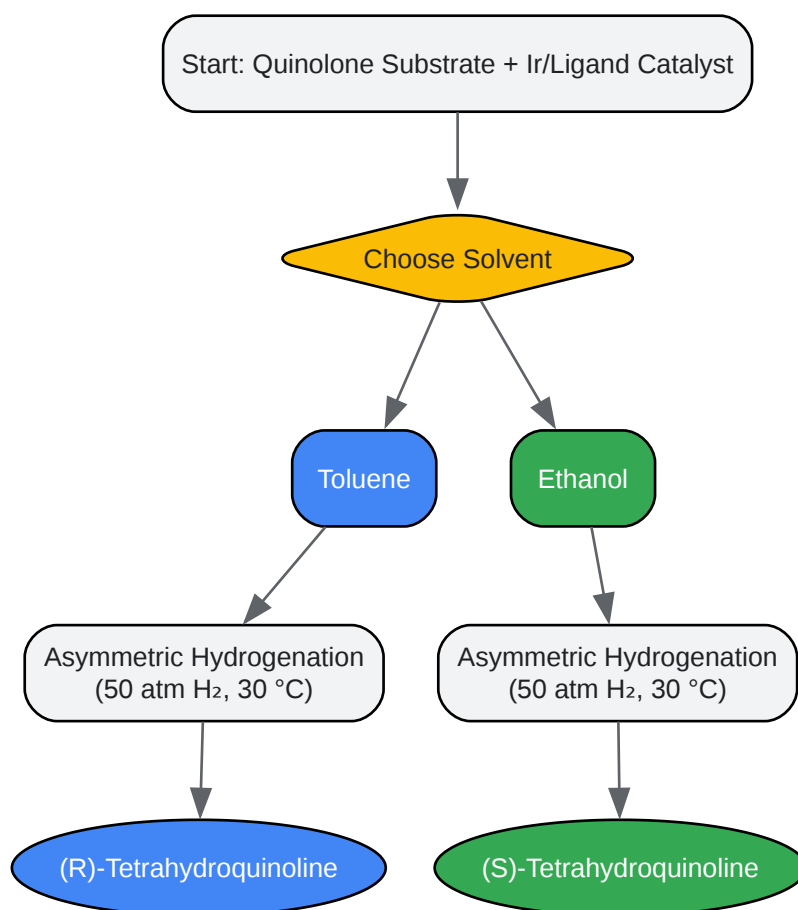 Start: Quinolone Substrate + Ir/Ligand Catalyst
Choose Solvent
Toluene
Ethanol
Asymmetric Hydrogenation
(50 atm H₂, 30 °C)
Asymmetric Hydrogenation
(50 atm H₂, 30 °C)
(R)-Tetrahydroquinoline
(S)-Tetrahydroquinoline